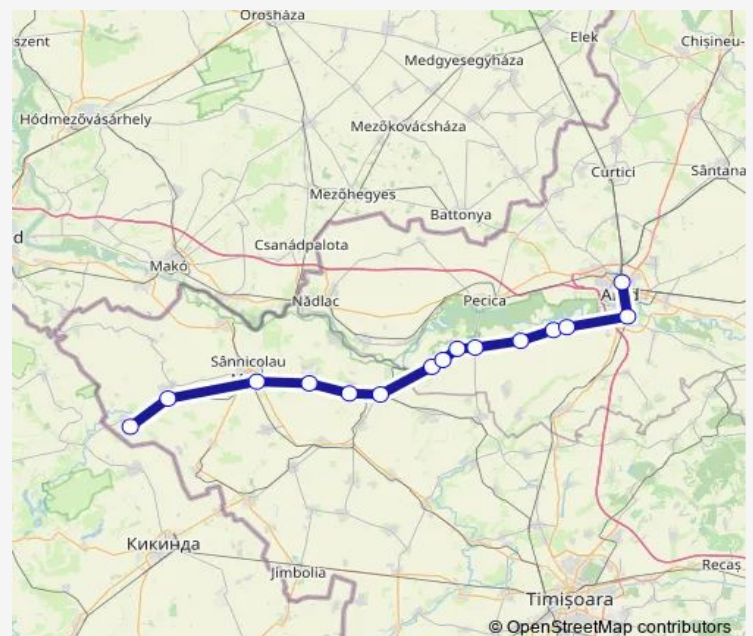 Orosháza
szent
Elek
Chișineu-
Medgyesegyháza
Hódmezővásárhely
Mezőkovácsháza
Curtici
Sântana
Mezőhegyes
Battonya
Csanádpalota
d
Makó
Nădlac
Pecica
Sânnicolau
Кикинда
Jimbolia
Recaș
Timișoara
© OpenStreetMap contributors